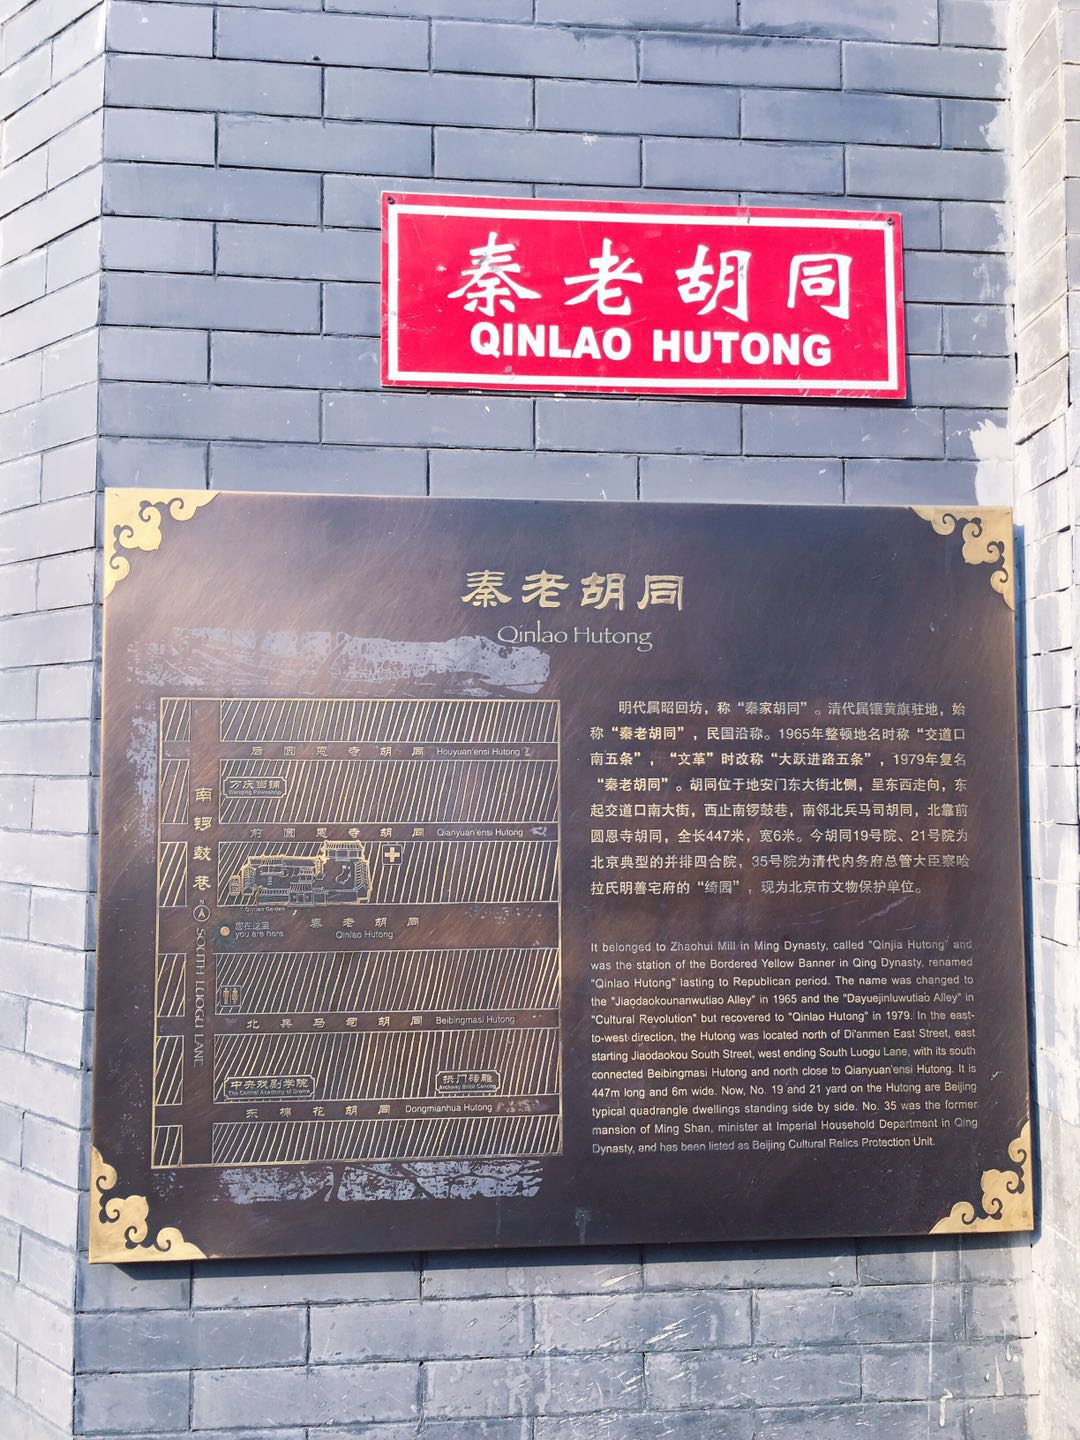 秦老胡同
QINLAO HUTONG
秦老胡同
Qinlao Hutong
后圆恩寺胡同 Houyuan'ensi Hutong
万庆当铺
Wanqing Pawnshop
前圆恩寺胡同 Qianyuan'ensi Hutong
南锣鼓巷
N
SOUTH LUOGU LANE
Qiyuan Garden
您在这里
you are here
秦老胡同
Qinlao Hutong
北兵马司胡同 Beibingmasi Hutong
中央戏剧学院
The Central Academy of Drama
拱门砖雕
Archway Brick Carving
东棉花胡同 Dongmianhua Hutong
明代属昭回坊，称“秦家胡同”。清代属镶黄旗驻地，始
称“秦老胡同”，民国沿称。1965年整顿地名时称“交道口
南五条”，“文革”时改称“大跃进路五条”，1979年复名
“秦老胡同”。胡同位于地安门东大街北侧，呈东西走向，东
起交道口南大街，西止南锣鼓巷，南邻北兵马司胡同，北靠前
圆恩寺胡同，全长447米，宽6米。今胡同19号院、21号院为
北京典型的并排四合院，35号院为清代内务府总管大臣察哈
拉氏明善宅府的“绮园”，现为北京市文物保护单位。
It belonged to Zhaohui Mill in Ming Dynasty, called "Qinjia Hutong" and
was the station of the Bordered Yellow Banner in Qing Dynasty, renamed
"Qinlao Hutong" lasting to Republican period. The name was changed to
the "Jiaodaokounanwutiao Alley" in 1965 and the "Dayuejinluwutiao Alley" in
"Cultural Revolution" but recovered to "Qinlao Hutong" in 1979. In the east-
to-west direction, the Hutong was located north of Di'anmen East Street, east
starting Jiaodaokou South Street, west ending South Luogu Lane, with its south
connected Beibingmasi Hutong and north close to Qianyuan'ensi Hutong. It is
447m long and 6m wide. Now, No. 19 and 21 yard on the Hutong are Beijing
typical quadrangle dwellings standing side by side. No. 35 was the former
mansion of Ming Shan, minister at Imperial Household Department in Qing
Dynasty, and has been listed as Beijing Cultural Relics Protection Unit.